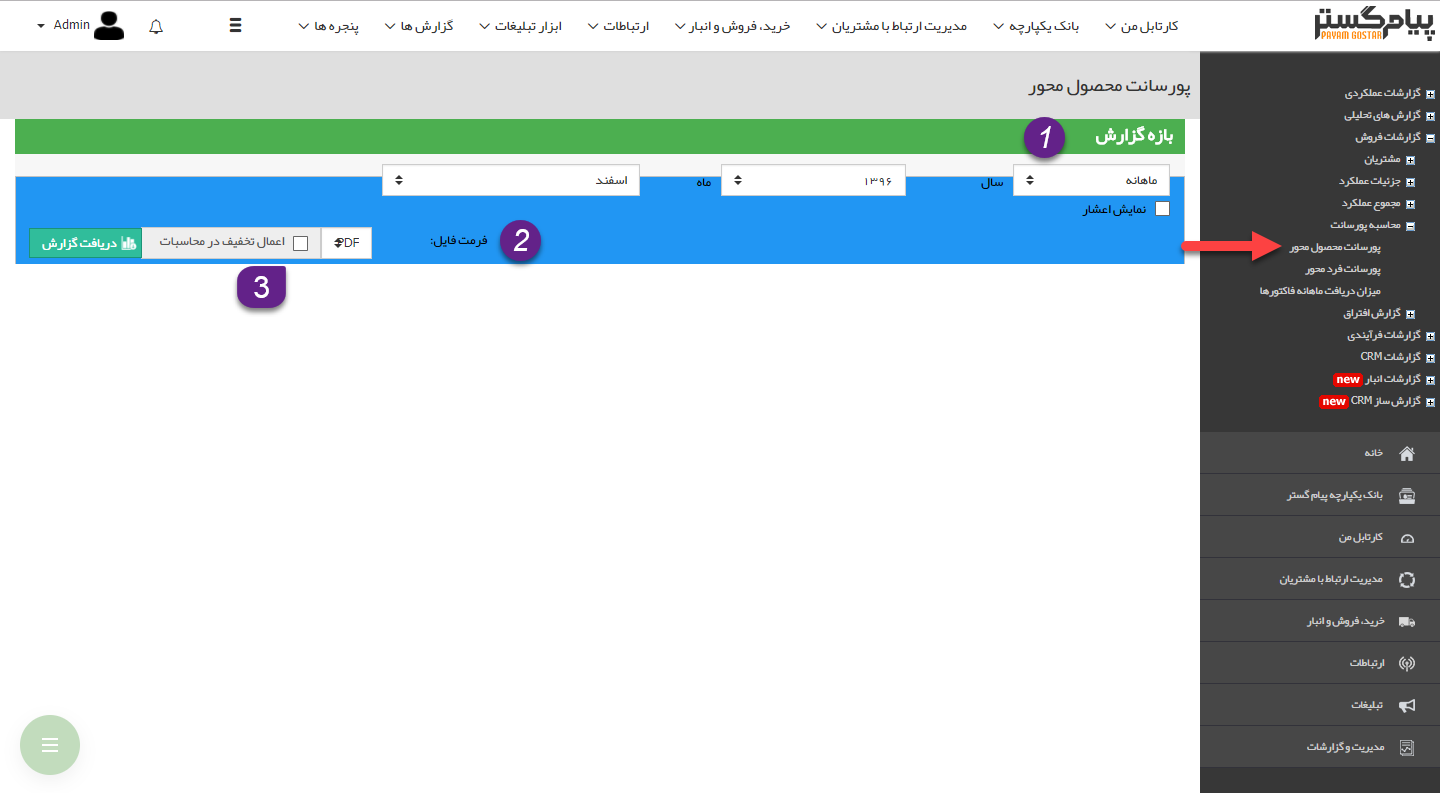 پیام‌گستر
PAYAM GOSTAR
کارتابل من
بانک یکپارچه
مدیریت ارتباط با مشتریان
خرید، فروش و انبار
ارتباطات
ابزار تبلیغات
گزارش ها
پنجره ها
Admin
پورسانت محصول محور
بازه گزارش
1
ماهانه
سال
۱۳۹۶
ماه
اسفند
نمایش اعشار
2
فرمت فایل:
PDF
اعمال تخفیف در محاسبات
دریافت گزارش
3
گزارشات عملکردی
گزارش های تحلیلی
گزارشات فروش
مشتریان
جزئیات عملکرد
مجموع عملکرد
محاسبه پورسانت
پورسانت محصول محور
پورسانت فرد محور
میزان دریافت ماهانه فاکتورها
گزارش افتراق
گزارشات فرآیندی
گزارشات CRM
گزارشات انبار new
گزارش ساز CRM new
خانه
بانک یکپارچه پیام گستر
کارتابل من
مدیریت ارتباط با مشتریان
خرید، فروش و انبار
ارتباطات
تبلیغات
مدیریت و گزارشات